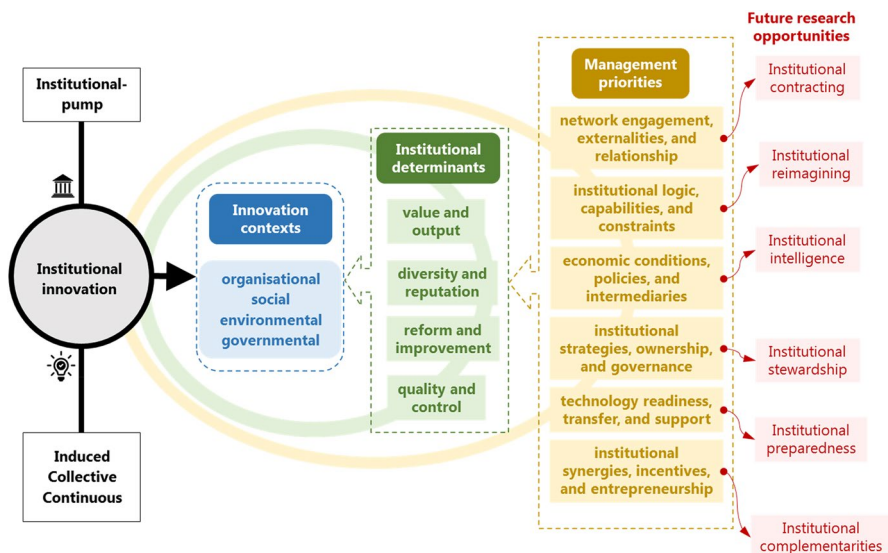 Institutional-
pump
Institutional
innovation
Induced
Collective
Continuous
Innovation
contexts
organisational
social
environmental
governmental
Institutional
determinants
value and
output
diversity and
reputation
reform and
improvement
quality and
control
Management
priorities
network engagement,
externalities, and
relationship
institutional logic,
capabilities, and
constraints
economic conditions,
policies, and
intermediaries
institutional
strategies, ownership,
and governance
technology readiness,
transfer, and support
institutional
synergies, incentives,
and entrepreneurship
Future research
opportunities
Institutional
contracting
Institutional
reimagining
Institutional
intelligence
Institutional
stewardship
Institutional
preparedness
Institutional
complementarities